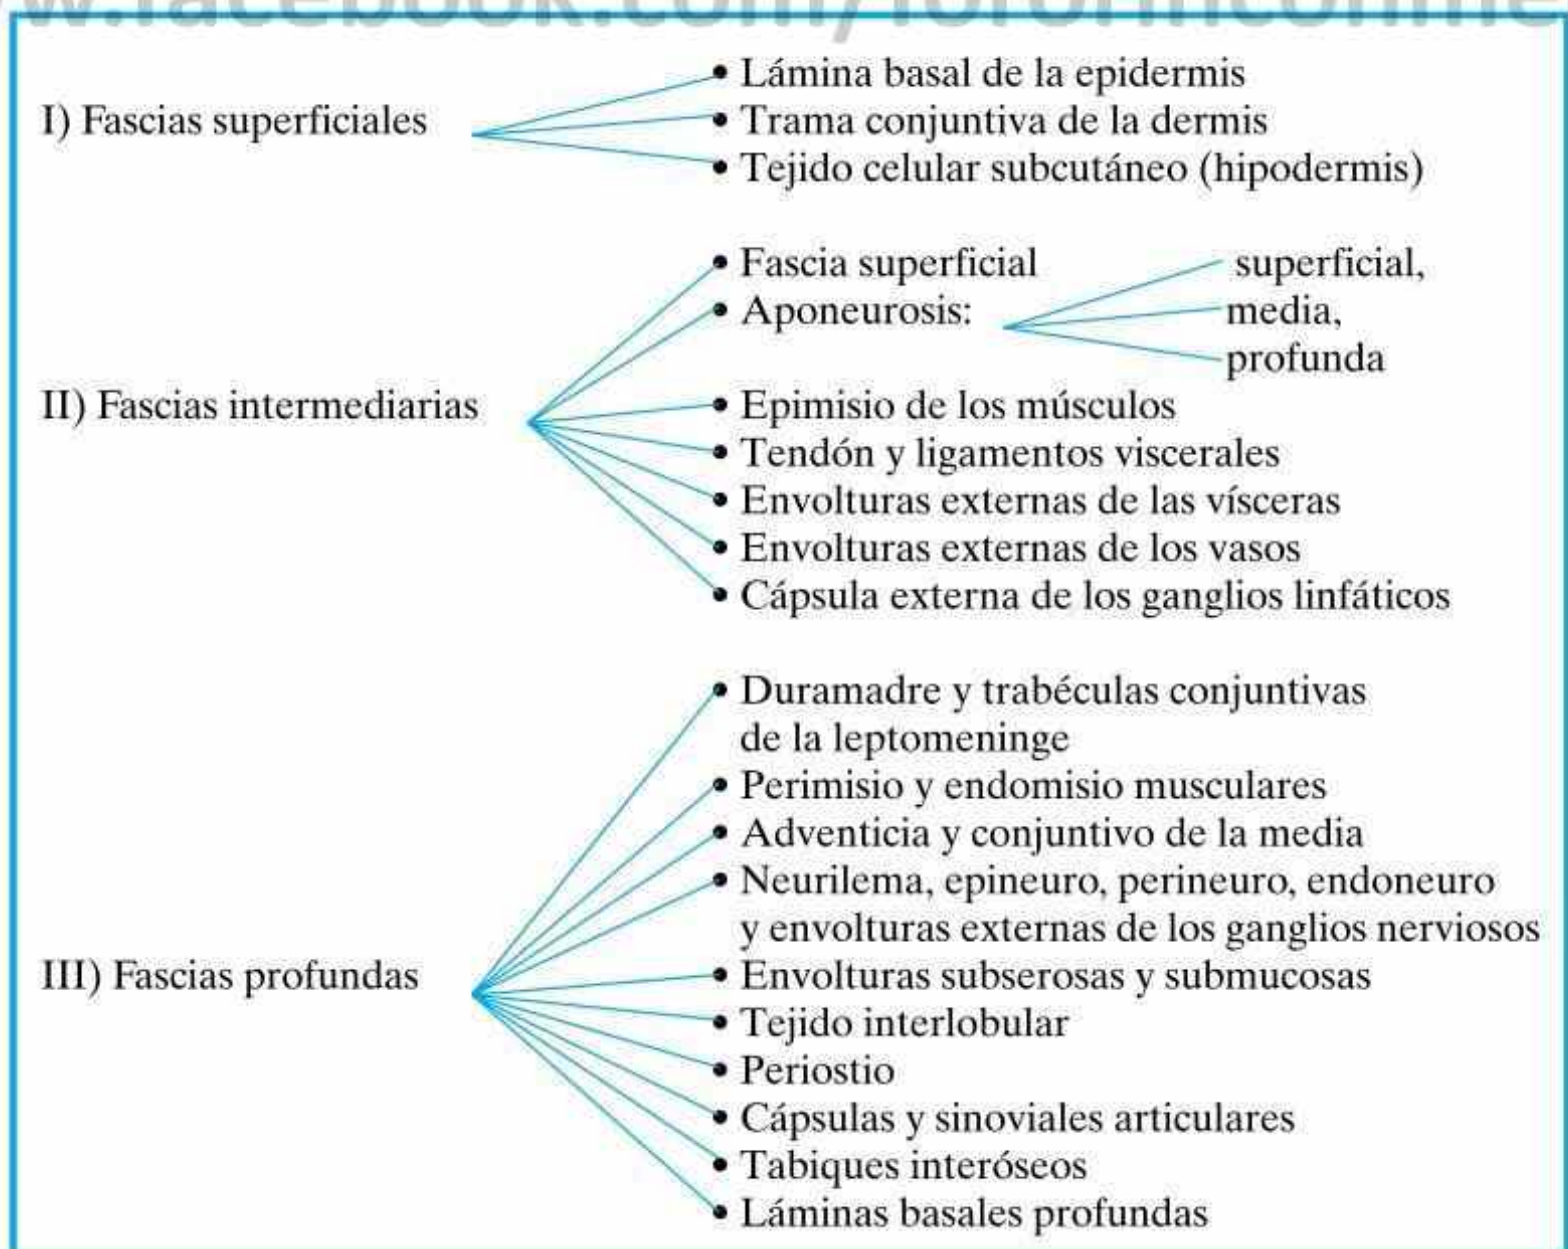 w.facebook.com/
I) Fascias superficiales
• Lámina basal de la epidermis
• Trama conjuntiva de la dermis
• Tejido celular subcutáneo (hipodermis)
II) Fascias intermediarias
• Fascia superficial
• Aponeurosis:
superficial,
media,
profunda
• Epimisio de los músculos
• Tendón y ligamentos viscerales
• Envolturas externas de las vísceras
• Envolturas externas de los vasos
• Cápsula externa de los ganglios linfáticos
III) Fascias profundas
• Duramadre y trabéculas conjuntivas
de la leptomeninge
• Perimisio y endomisio musculares
• Adventicia y conjuntivo de la media
• Neurilema, epineuro, perineuro, endoneuro
y envolturas externas de los ganglios nerviosos
• Envolturas subserosas y submucosas
• Tejido interlobular
• Periostio
• Cápsulas y sinoviales articulares
• Tabiques interóseos
• Láminas basales profundas